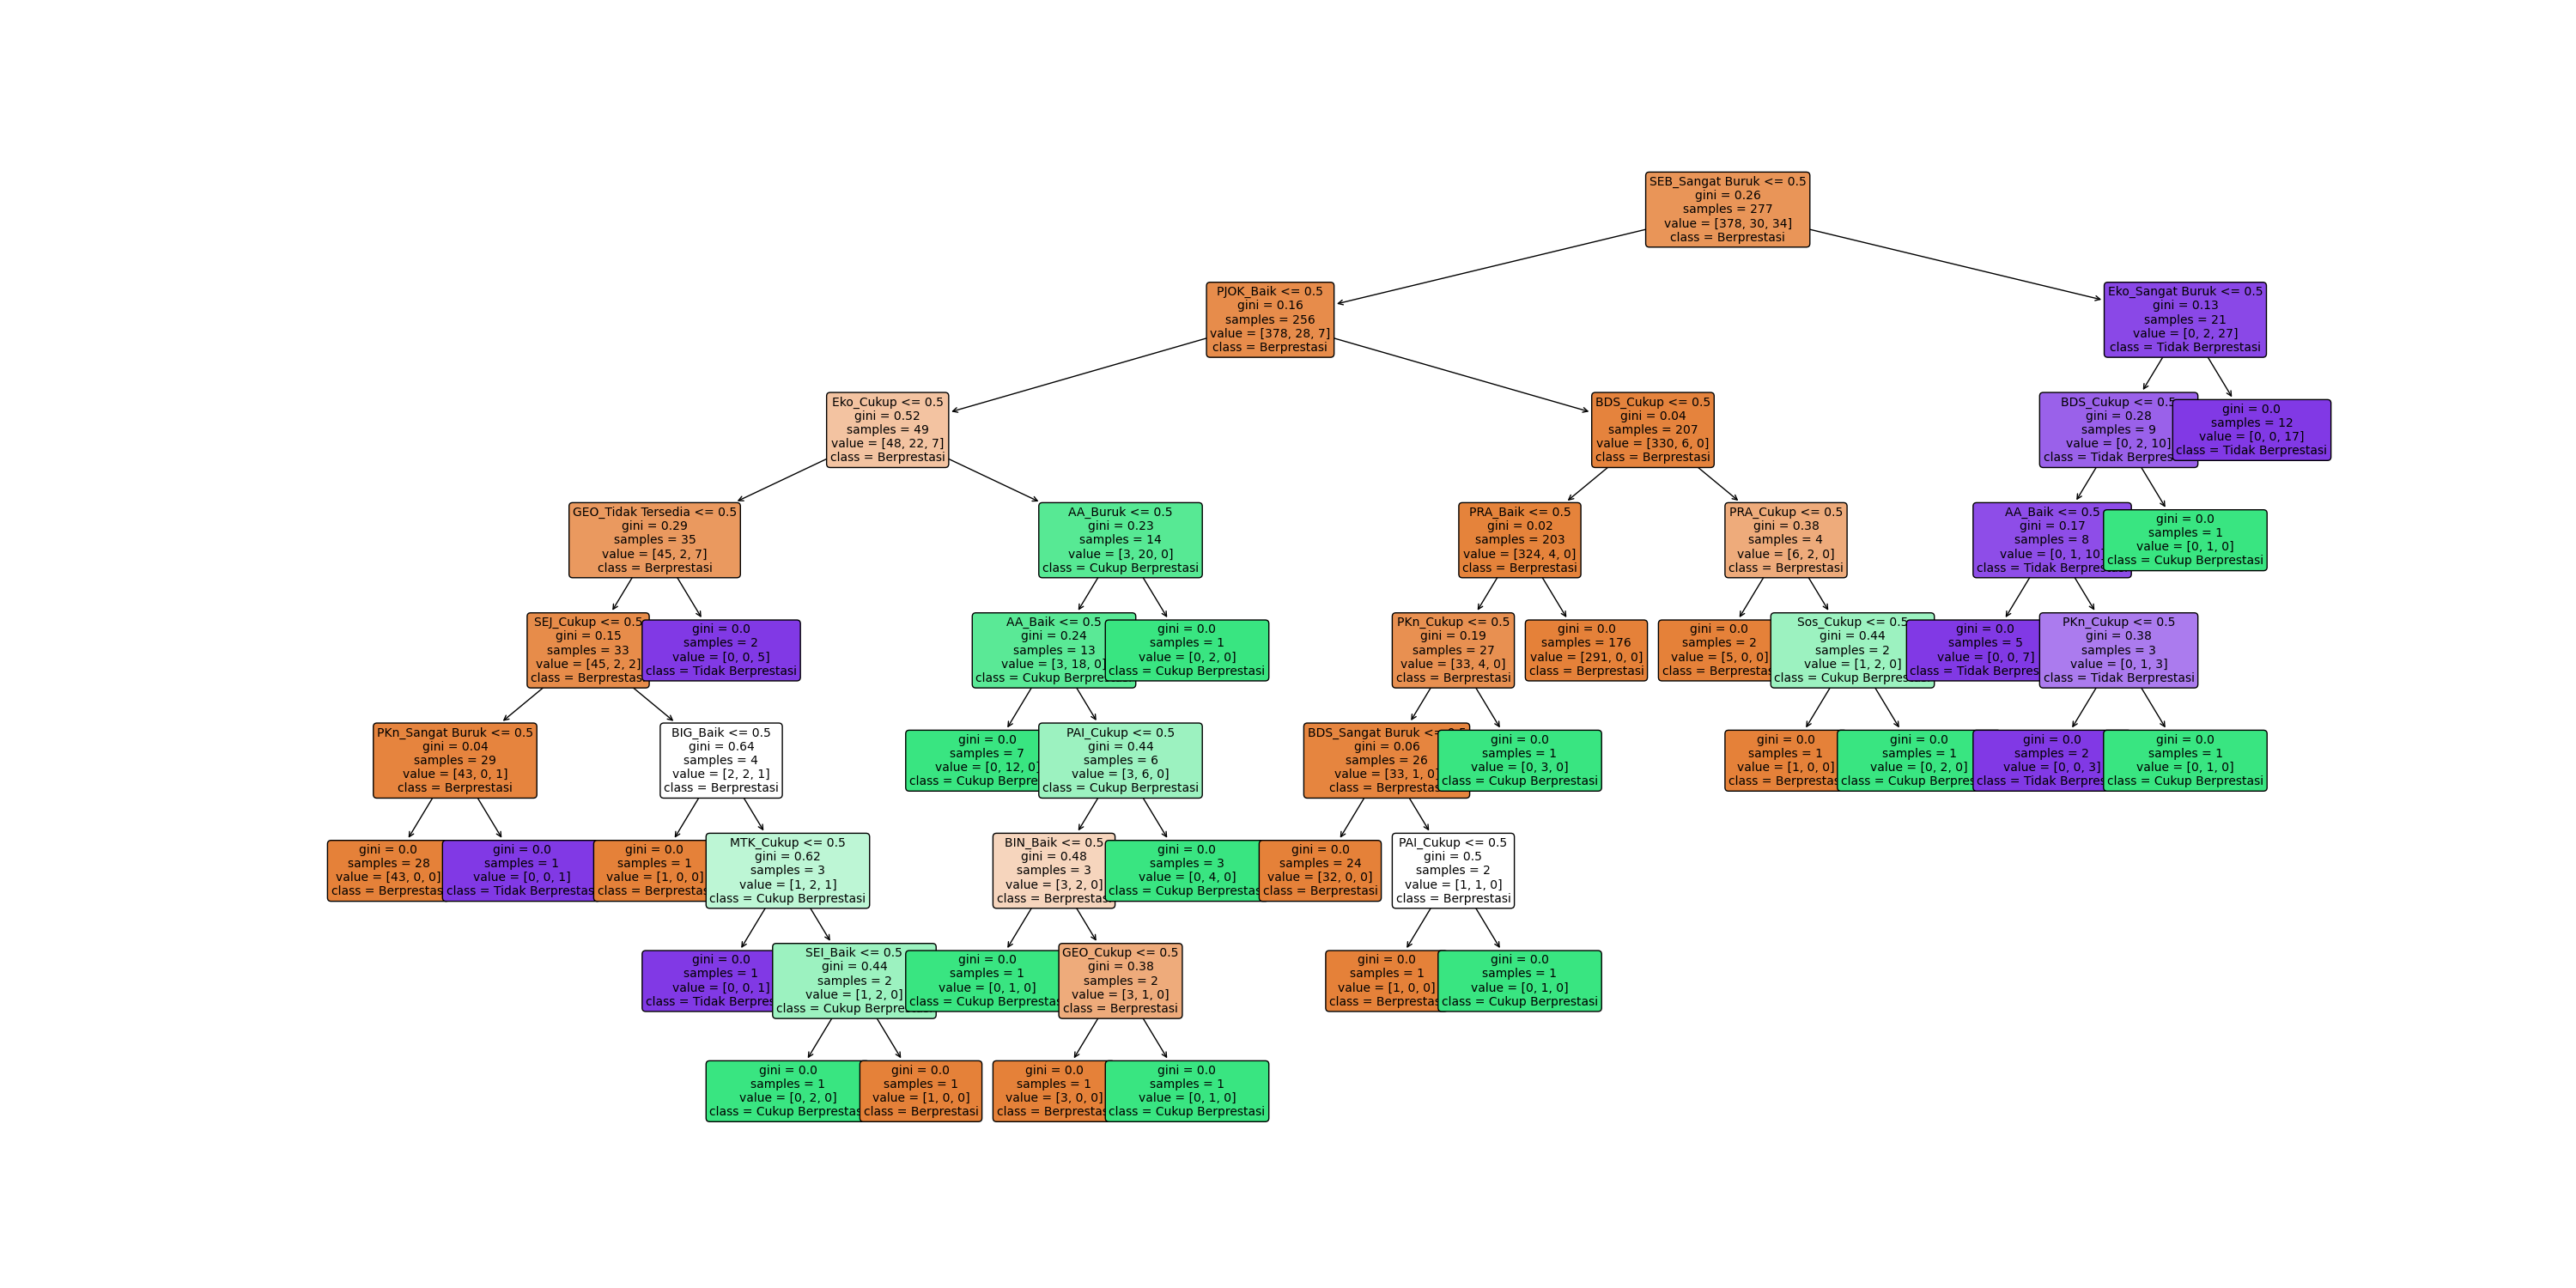 SEB_Sangat Buruk <= 0.5
gini = 0.26
samples = 277
value = [378, 30, 34]
class = Berprestasi
PJOK_Baik <= 0.5
gini = 0.16
samples = 256
value = [378, 28, 7]
class = Berprestasi
Eko_Sangat Buruk <= 0.5
gini = 0.13
samples = 21
value = [0, 2, 27]
class = Tidak Berprestasi
Eko_Cukup <= 0.5
gini = 0.52
samples = 49
value = [48, 22, 7]
class = Berprestasi
BDS_Cukup <= 0.5
gini = 0.04
samples = 207
value = [330, 6, 0]
class = Berprestasi
BDS_Cukup <= 0.5
gini = 0.28
samples = 9
value = [0, 2, 10]
class = Tidak Berpres
gini = 0.0
samples = 12
value = [0, 0, 17]
class = Tidak Berprestasi
GEO_Tidak Tersedia <= 0.5
gini = 0.29
samples = 35
value = [45, 2, 7]
class = Berprestasi
AA_Buruk <= 0.5
gini = 0.23
samples = 14
value = [3, 20, 0]
class = Cukup Berprestasi
PRA_Baik <= 0.5
gini = 0.02
samples = 203
value = [324, 4, 0]
class = Berprestasi
PRA_Cukup <= 0.5
gini = 0.38
samples = 4
value = [6, 2, 0]
class = Berprestasi
AA_Baik <= 0.5
gini = 0.17
samples = 8
value = [0, 1, 10]
class = Tidak Berpres
gini = 0.0
samples = 1
value = [0, 1, 0]
class = Cukup Berprestasi
SEJ_Cukup <= 0.5
gini = 0.15
samples = 33
value = [45, 2, 2]
class = Berprestas
gini = 0.0
samples = 2
value = [0, 0, 5]
class = Tidak Berprestasi
AA_Baik <= 0.5
gini = 0.24
samples = 13
value = [3, 18, 0]
class = Cukup Berpre
gini = 0.0
samples = 1
value = [0, 2, 0]
class = Cukup Berprestasi
PKn_Cukup <= 0.5
gini = 0.19
samples = 27
value = [33, 4, 0]
class = Berprestasi
gini = 0.0
samples = 176
value = [291, 0, 0]
class = Berprestasi
gini = 0.0
samples = 2
value = [5, 0, 0]
class = Berprestas
Sos_Cukup <= 0.5
gini = 0.44
samples = 2
value = [1, 2, 0]
class = Cukup Berpres
gini = 0.0
samples = 5
value = [0, 0, 7]
class = Tidak Berpres
PKn_Cukup <= 0.5
gini = 0.38
samples = 3
value = [0, 1, 3]
class = Tidak Berprestasi
PKn_Sangat Buruk <= 0.5
gini = 0.04
samples = 29
value = [43, 0, 1]
class = Berprestasi
BIG_Baik <= 0.5
gini = 0.64
samples = 4
value = [2, 2, 1]
class = Berprestasi
gini = 0.0
samples = 7
value = [0, 12, 0]
class = Cukup Berpre
PAI_Cukup <= 0.5
gini = 0.44
samples = 6
value = [3, 6, 0]
class = Cukup Berprestasi
BDS_Sangat Buruk <=
gini = 0.06
samples = 26
value = [33, 1, 0]
class = Berprestas
gini = 0.0
samples = 1
value = [0, 3, 0]
class = Cukup Berprestasi
gini = 0.0
samples = 1
value = [1, 0, 0]
class = Berprestas
gini = 0.0
samples = 1
value = [0, 2, 0]
class = Cukup Berpres
gini = 0.0
samples = 2
value = [0, 0, 3]
class = Tidak Berpres
gini = 0.0
samples = 1
value = [0, 1, 0]
class = Cukup Berprestasi
gini = 0.0
samples = 28
value = [43, 0, 0]
class = Berprestas
gini = 0.0
samples = 1
value = [0, 0, 1]
class = Tidak Berprestas
gini = 0.0
samples = 1
value = [1, 0, 0]
class = Berprestas
MTK_Cukup <= 0.5
gini = 0.62
samples = 3
value = [1, 2, 1]
class = Cukup Berprestasi
BIN_Baik <= 0.5
gini = 0.48
samples = 3
value = [3, 2, 0]
class = Berprestas
gini = 0.0
samples = 3
value = [0, 4, 0]
class = Cukup Berprestas
gini = 0.0
samples = 24
value = [32, 0, 0]
class = Berprestasi
PAI_Cukup <= 0.5
gini = 0.5
samples = 2
value = [1, 1, 0]
class = Berprestasi
gini = 0.0
samples = 1
value = [0, 0, 1]
class = Tidak Berpres
SEI_Baik <= 0.5
gini = 0.44
samples = 2
value = [1, 2, 0]
class = Cukup Berpre
gini = 0.0
samples = 1
value = [0, 1, 0]
class = Cukup Berprestas
GEO_Cukup <= 0.5
gini = 0.38
samples = 2
value = [3, 1, 0]
class = Berprestasi
gini = 0.0
samples = 1
value = [1, 0, 0]
class = Berprestas
gini = 0.0
samples = 1
value = [0, 1, 0]
class = Cukup Berprestasi
gini = 0.0
samples = 1
value = [0, 2, 0]
class = Cukup Berprestas
gini = 0.0
samples = 1
value = [1, 0, 0]
class = Berprestasi
gini = 0.0
samples = 1
value = [3, 0, 0]
class = Berprestas
gini = 0.0
samples = 1
value = [0, 1, 0]
class = Cukup Berprestasi